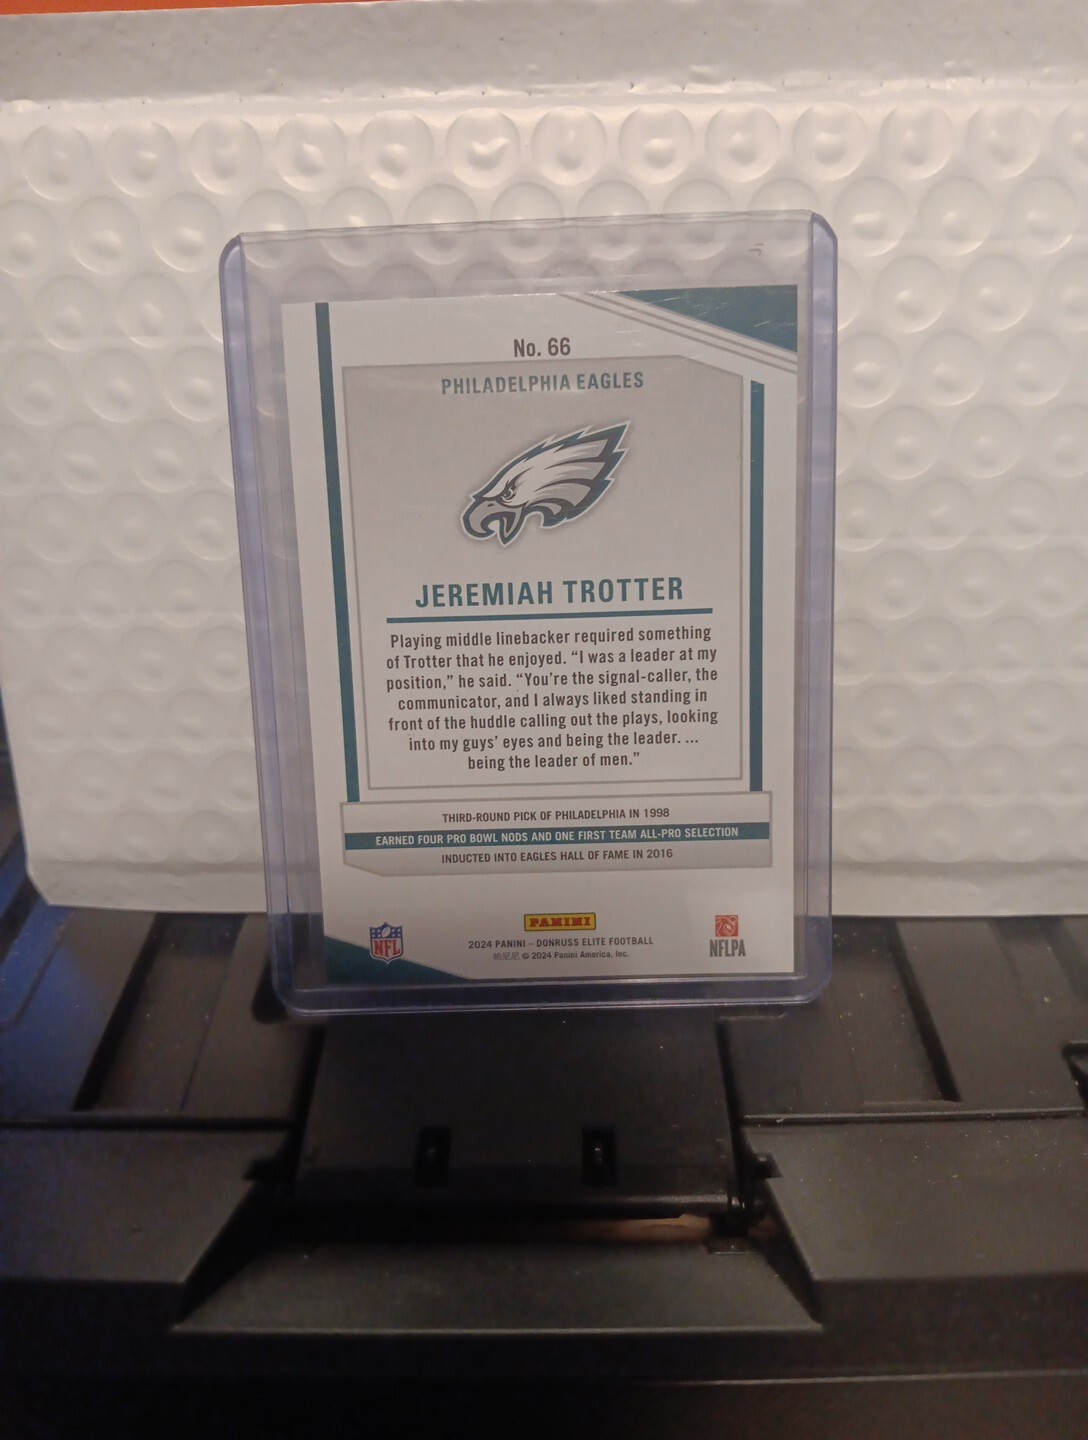 No. 66
PHILADELPHIA EAGLES
JEREMIAH TROTTER
Playing middle linebacker required something
of Trotter that he enjoyed. “I was a leader at my
position,” he said. “You’re the signal-caller, the
communicator, and I always liked standing in
front of the huddle calling out the plays, looking
into my guys’ eyes and being the leader. ...
being the leader of men.”
THIRD-ROUND PICK OF PHILADELPHIA IN 1998
EARNED FOUR PRO BOWL NODS AND ONE FIRST TEAM ALL-PRO SELECTION
INDUCTED INTO EAGLES HALL OF FAME IN 2016
NFL
PANINI
2024 PANINI – DONRUSS ELITE FOOTBALL
帕尼尼 © 2024 Panini America, Inc.
NFLPA